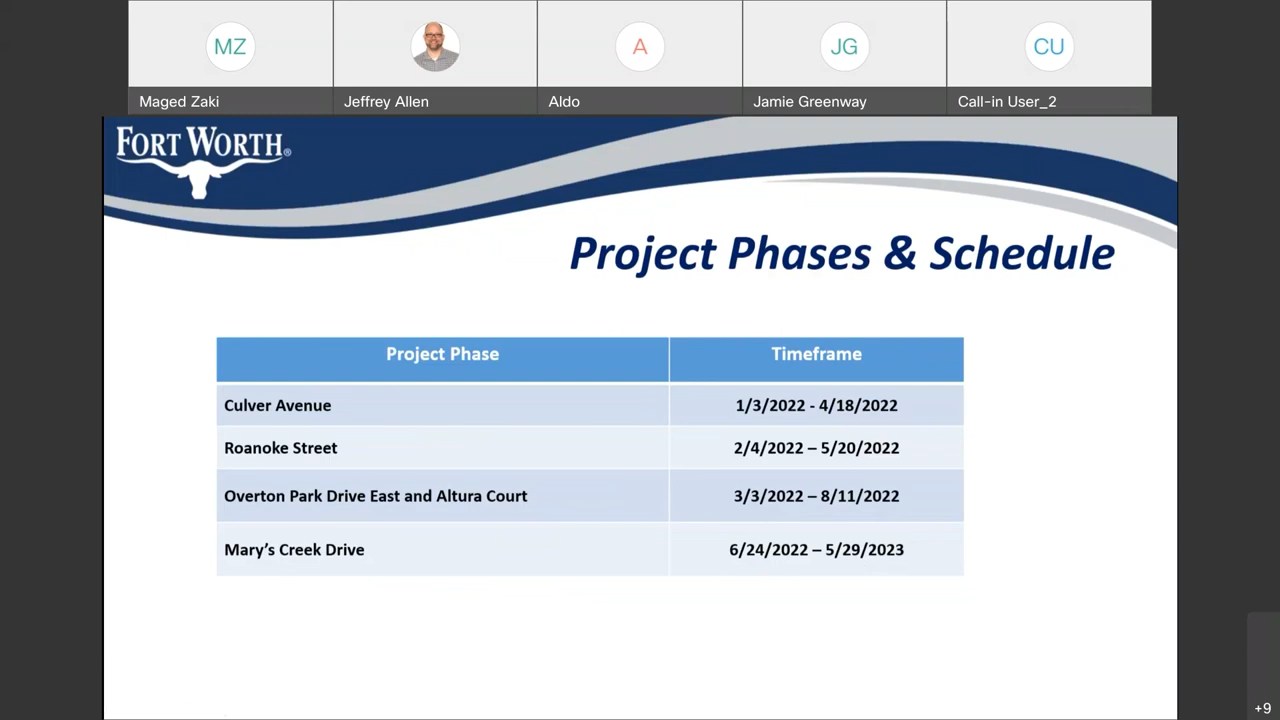 MZ A JG CU
Maged Zaki Jeffrey Allen Aldo Jamie Greenway Call-in User_2
FORT WORTH®
Project Phases & Schedule
Project Phase Timeframe
Culver Avenue 1/3/2022 - 4/18/2022
Roanoke Street 2/4/2022 – 5/20/2022
Overton Park Drive East and Altura Court 3/3/2022 – 8/11/2022
Mary’s Creek Drive 6/24/2022 – 5/29/2023
+9